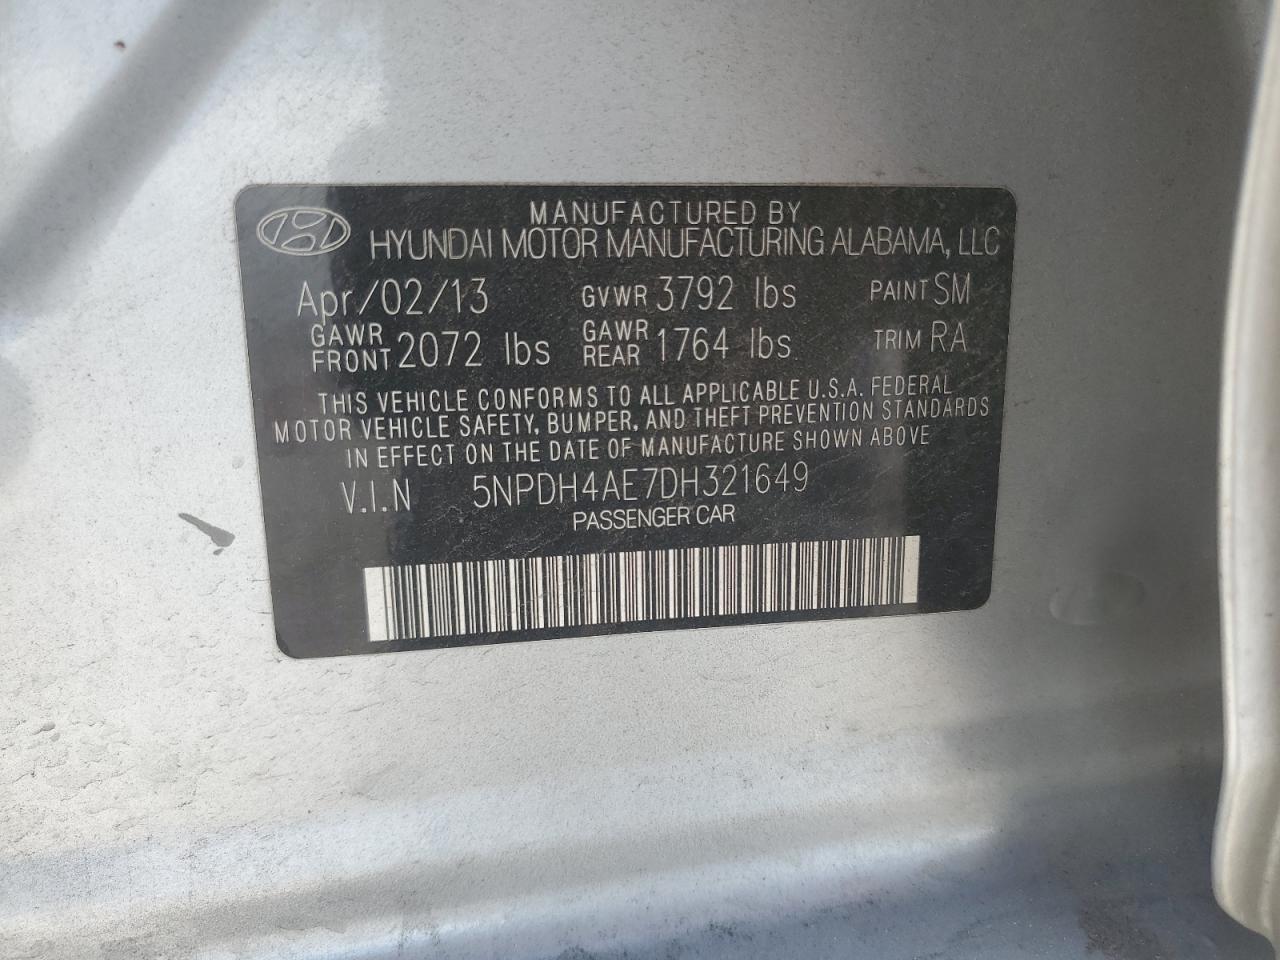 MANUFACTURED BY
HYUNDAI MOTOR MANUFACTURING ALABAMA, LLC
Apr/02/13 GVWR 3792 lbs PAINT SM
GAWR FRONT 2072 lbs GAWR REAR 1764 lbs TRIM RA
THIS VEHICLE CONFORMS TO ALL APPLICABLE U.S.A. FEDERAL
MOTOR VEHICLE SAFETY, BUMPER, AND THEFT PREVENTION STANDARDS
IN EFFECT ON THE DATE OF MANUFACTURE SHOWN ABOVE
V.I.N 5NPDH4AE7DH321649
PASSENGER CAR